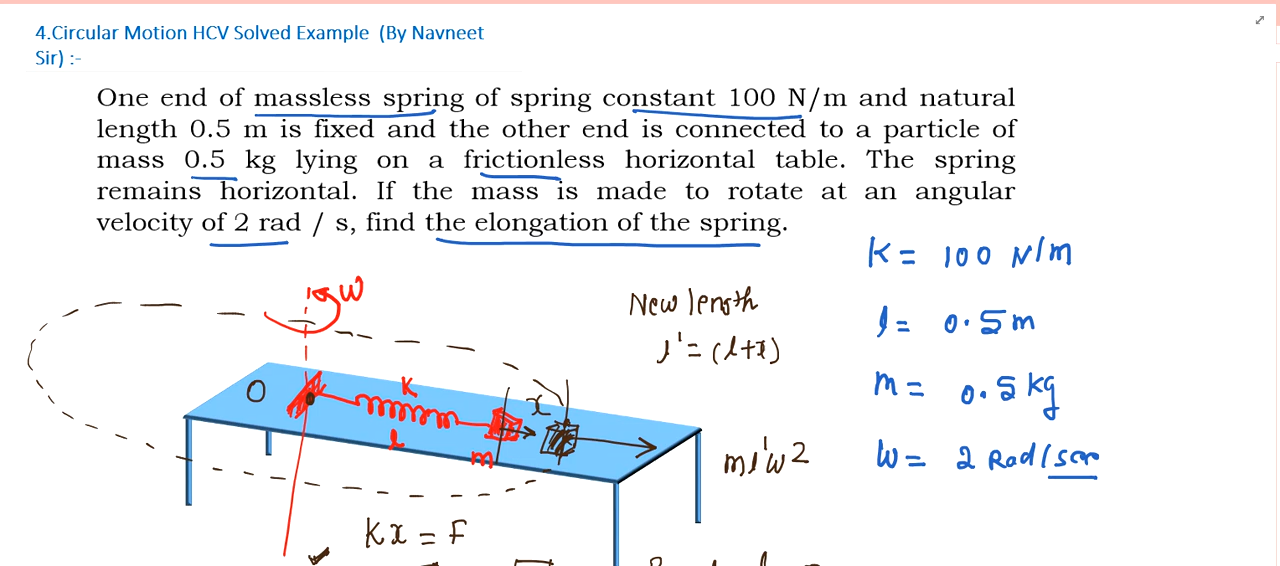 4.Circular Motion HCV Solved Example (By Navneet
Sir) :-
One end of massless spring of spring constant 100 N/m and natural
length 0.5 m is fixed and the other end is connected to a particle of
mass 0.5 kg lying on a frictionless horizontal table. The spring
remains horizontal. If the mass is made to rotate at an angular
velocity of 2 rad / s, find the elongation of the spring.
K = 100 N/m
l = 0.5 m
m = 0.5 kg
W = 2 Rad/sec
W
New length
l' = (l+x)
O
K
x
l
m
ml'w2
Kx = F